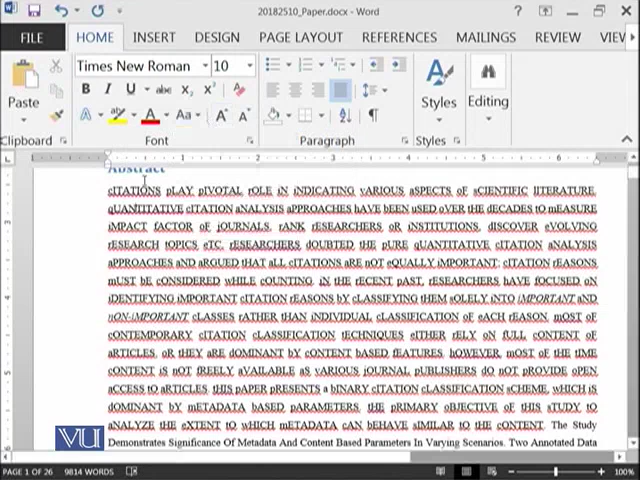 20182510_Paper.docx - Word
FILE HOME INSERT DESIGN PAGE LAYOUT REFERENCES MAILINGS REVIEW VIEW
Times New Roman 10
Paste
Styles Editing
Clipboard Font Paragraph Styles
Abstract
cITATIONS pLAY pIVOTAL rOLE iN iNDICATING vARIOUS aSPECTS oF sCIENTIFIC lITERATURE.
qUANTITATIVE cITATION aNALYSIS aPPROACHES hAVE bEEN uSED oVER tHE dECADES tO mEASURE
iMPACT fACTOR oF jOURNALS, rANK rESEARCHERS oR iNSTITUTIONS, dISCOVER eVOLVING
rESEARCH tOPICS eTC. rESEARCHERS dOUBTED tHE pURE qUANTITATIVE cITATION aNALYSIS
aPPROACHES aND aRGUED tHAT aLL cITATIONS aRE nOT eQUALLY iMPORTANT; cITATION rEASONS
mUST bE cONSIDERED wHILE cOUNTING. iN tHE rECENT pAST, rESEARCHERS hAVE fOCUSED oN
iDENTIFYING iMPORTANT cITATION rEASONS bY cLASSIFYING tHEM sOLELY iNTO iMPORTANT aND
nON-iMPORTANT cLASSES rATHER tHAN iNDIVIDUAL cLASSIFICATION oF eACH rEASON. mOST oF
cONTEMPORARY cITATION cLASSIFICATION tECHNIQUES eITHER rELY oN fULL cONTENT oF
aRTICLES, oR tHEY aRE dOMINANT bY cONTENT bASED fEATURES. hOWEVER, mOST oF tHE tIME
cONTENT iS nOT fREELY aVAILABLE aS vARIOUS jOURNAL pUBLISHERS dO nOT pROVIDE oPEN
aCCESS tO aRTICLES. tHIS pAPER pRESENTS a bINARY cITATION cLASSIFICATION sCHEME, wHICH iS
dOMINANT bY mETADATA bASED pARAMETERS. tHE pRIMARY oBJECTIVE oF tHIS sTUDY tO
aNALYZE tHE eXTENT tO wHICH mETADATA cAN bEHAVE sIMILAR tO tHE cONTENT. The Study
Demonstrates Significance Of Metadata And Content Based Parameters In Varying Scenarios. Two Annotated Data
VU
PAGE 1 OF 26 9814 WORDS 100%